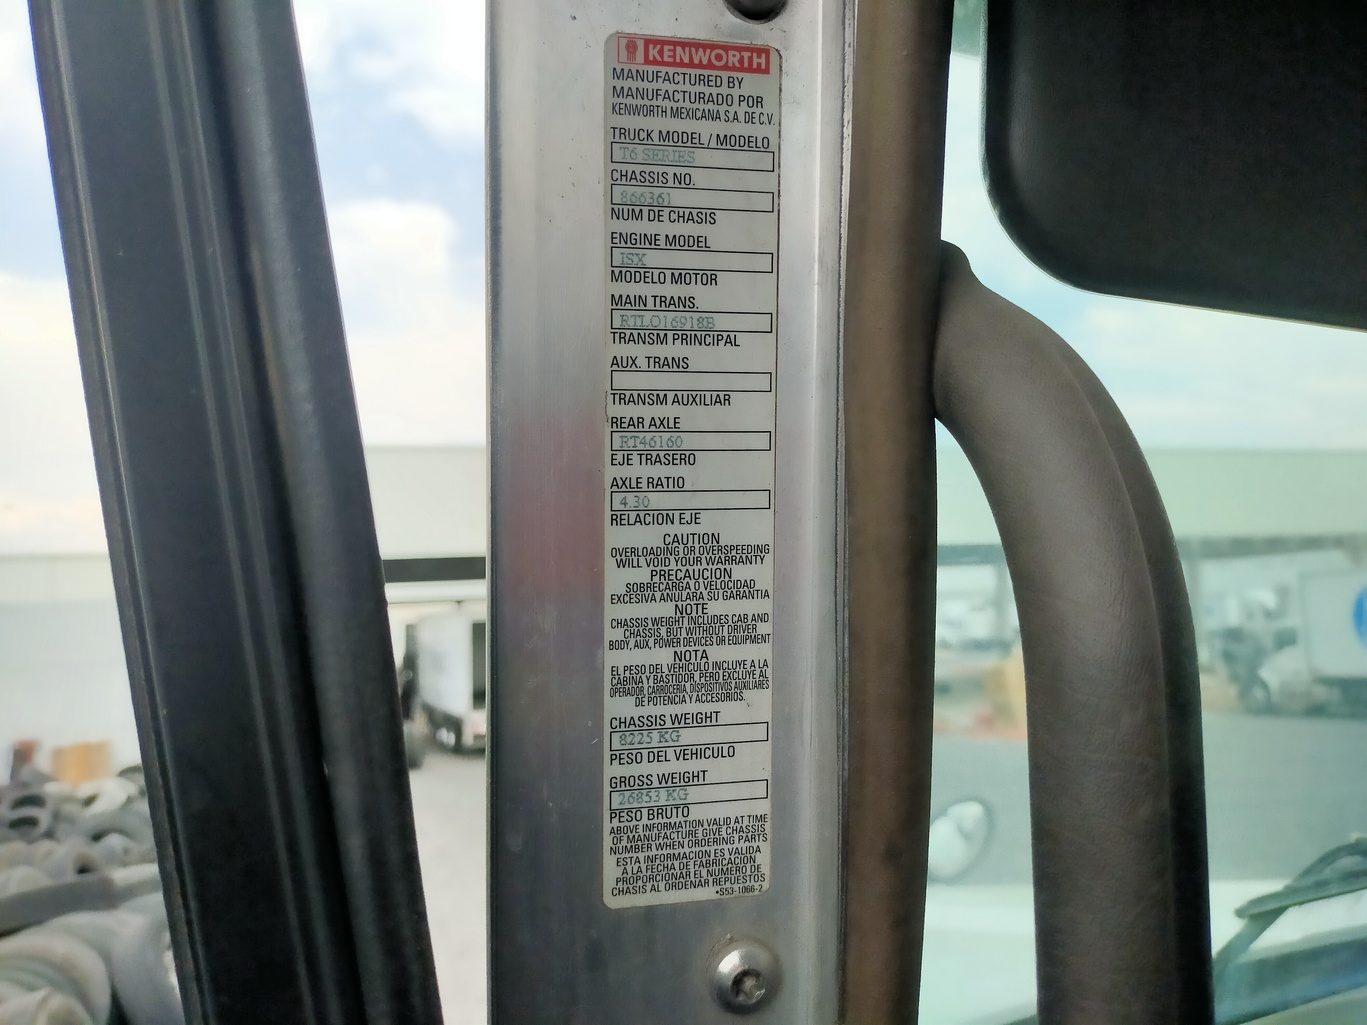 KENWORTH
MANUFACTURED BY
MANUFACTURADO POR
KENWORTH MEXICANA S.A. DE C.V.
TRUCK MODEL / MODELO
T6 SERIES
CHASSIS NO.
866361
NUM DE CHASIS
ENGINE MODEL
ISX
MODELO MOTOR
MAIN TRANS.
RTLO16918B
TRANSM PRINCIPAL
AUX. TRANS
TRANSM AUXILIAR
REAR AXLE
RT46160
EJE TRASERO
AXLE RATIO
4.30
RELACION EJE
CAUTION
OVERLOADING OR OVERSPEEDING
WILL VOID YOUR WARRANTY
PRECAUCION
SOBRECARGA O VELOCIDAD
EXCESIVA ANULARA SU GARANTIA
NOTE
CHASSIS WEIGHT INCLUDES CAB AND
CHASSIS, BUT WITHOUT DRIVER
BODY, AUX, POWER DEVICES OR EQUIPMENT
NOTA
EL PESO DEL VEHICULO INCLUYE A LA
CABINA Y BASTIDOR, PERO EXCLUYE AL
OPERADOR, CARROCERIA, DISPOSITIVOS AUXILIARES
DE POTENCIA Y ACCESORIOS.
CHASSIS WEIGHT
8225 KG
PESO DEL VEHICULO
GROSS WEIGHT
26853 KG
PESO BRUTO
ABOVE INFORMATION VALID AT TIME
OF MANUFACTURE GIVE CHASSIS
NUMBER WHEN ORDERING PARTS
ESTA INFORMACION ES VALIDA
A LA FECHA DE FABRICACION
PROPORCIONAR EL NUMERO DE
CHASIS AL ORDENAR REPUESTOS
•S53-1066-2